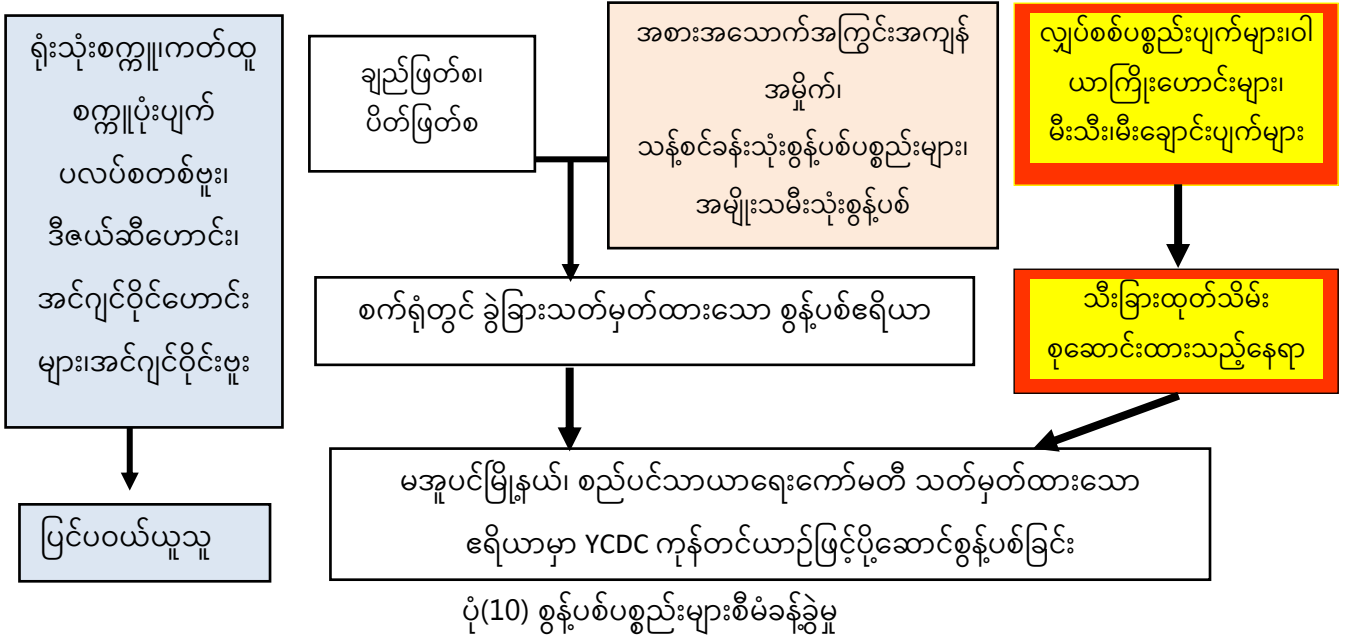 ရုံးသုံးစက္ကူ၊ကတ်ထူ
စက္ကူပုံးပျက်
ပလပ်စတစ်ဗူး၊
ဒီဇယ်ဆီဟောင်း၊
အင်ဂျင်ဝိုင်ဟောင်း
များ၊အင်ဂျင်ဝိုင်းဗူး
ပြင်ပဝယ်ယူသူ
ချည်ဖြတ်စ၊
ပိတ်ဖြတ်စ
အစားအသောက်အကြွင်းအကျန်
အမှိုက်၊
သန့်စင်ခန်းသုံးစွန့်ပစ်ပစ္စည်းများ၊
အမျိုးသမီးသုံးစွန့်ပစ်
လျှပ်စစ်ပစ္စည်းပျက်များ၊ဝါ
ယာကြိုးဟောင်းများ၊
မီးသီး၊မီးချောင်းပျက်များ
စက်ရုံတွင် ခွဲခြားသတ်မှတ်ထားသော စွန့်ပစ်ဧရိယာ
သီးခြားထုတ်သိမ်း
စုဆောင်းထားသည့်နေရာ
မအူပင်မြို့နယ်၊ စည်ပင်သာယာရေးကော်မတီ သတ်မှတ်ထားသော
ဧရိယာမှာ YCDC ကုန်တင်ယာဉ်ဖြင့်ပို့ဆောင်စွန့်ပစ်ခြင်း
ပုံ(10) စွန့်ပစ်ပစ္စည်းများစီမံခန့်ခွဲမှု